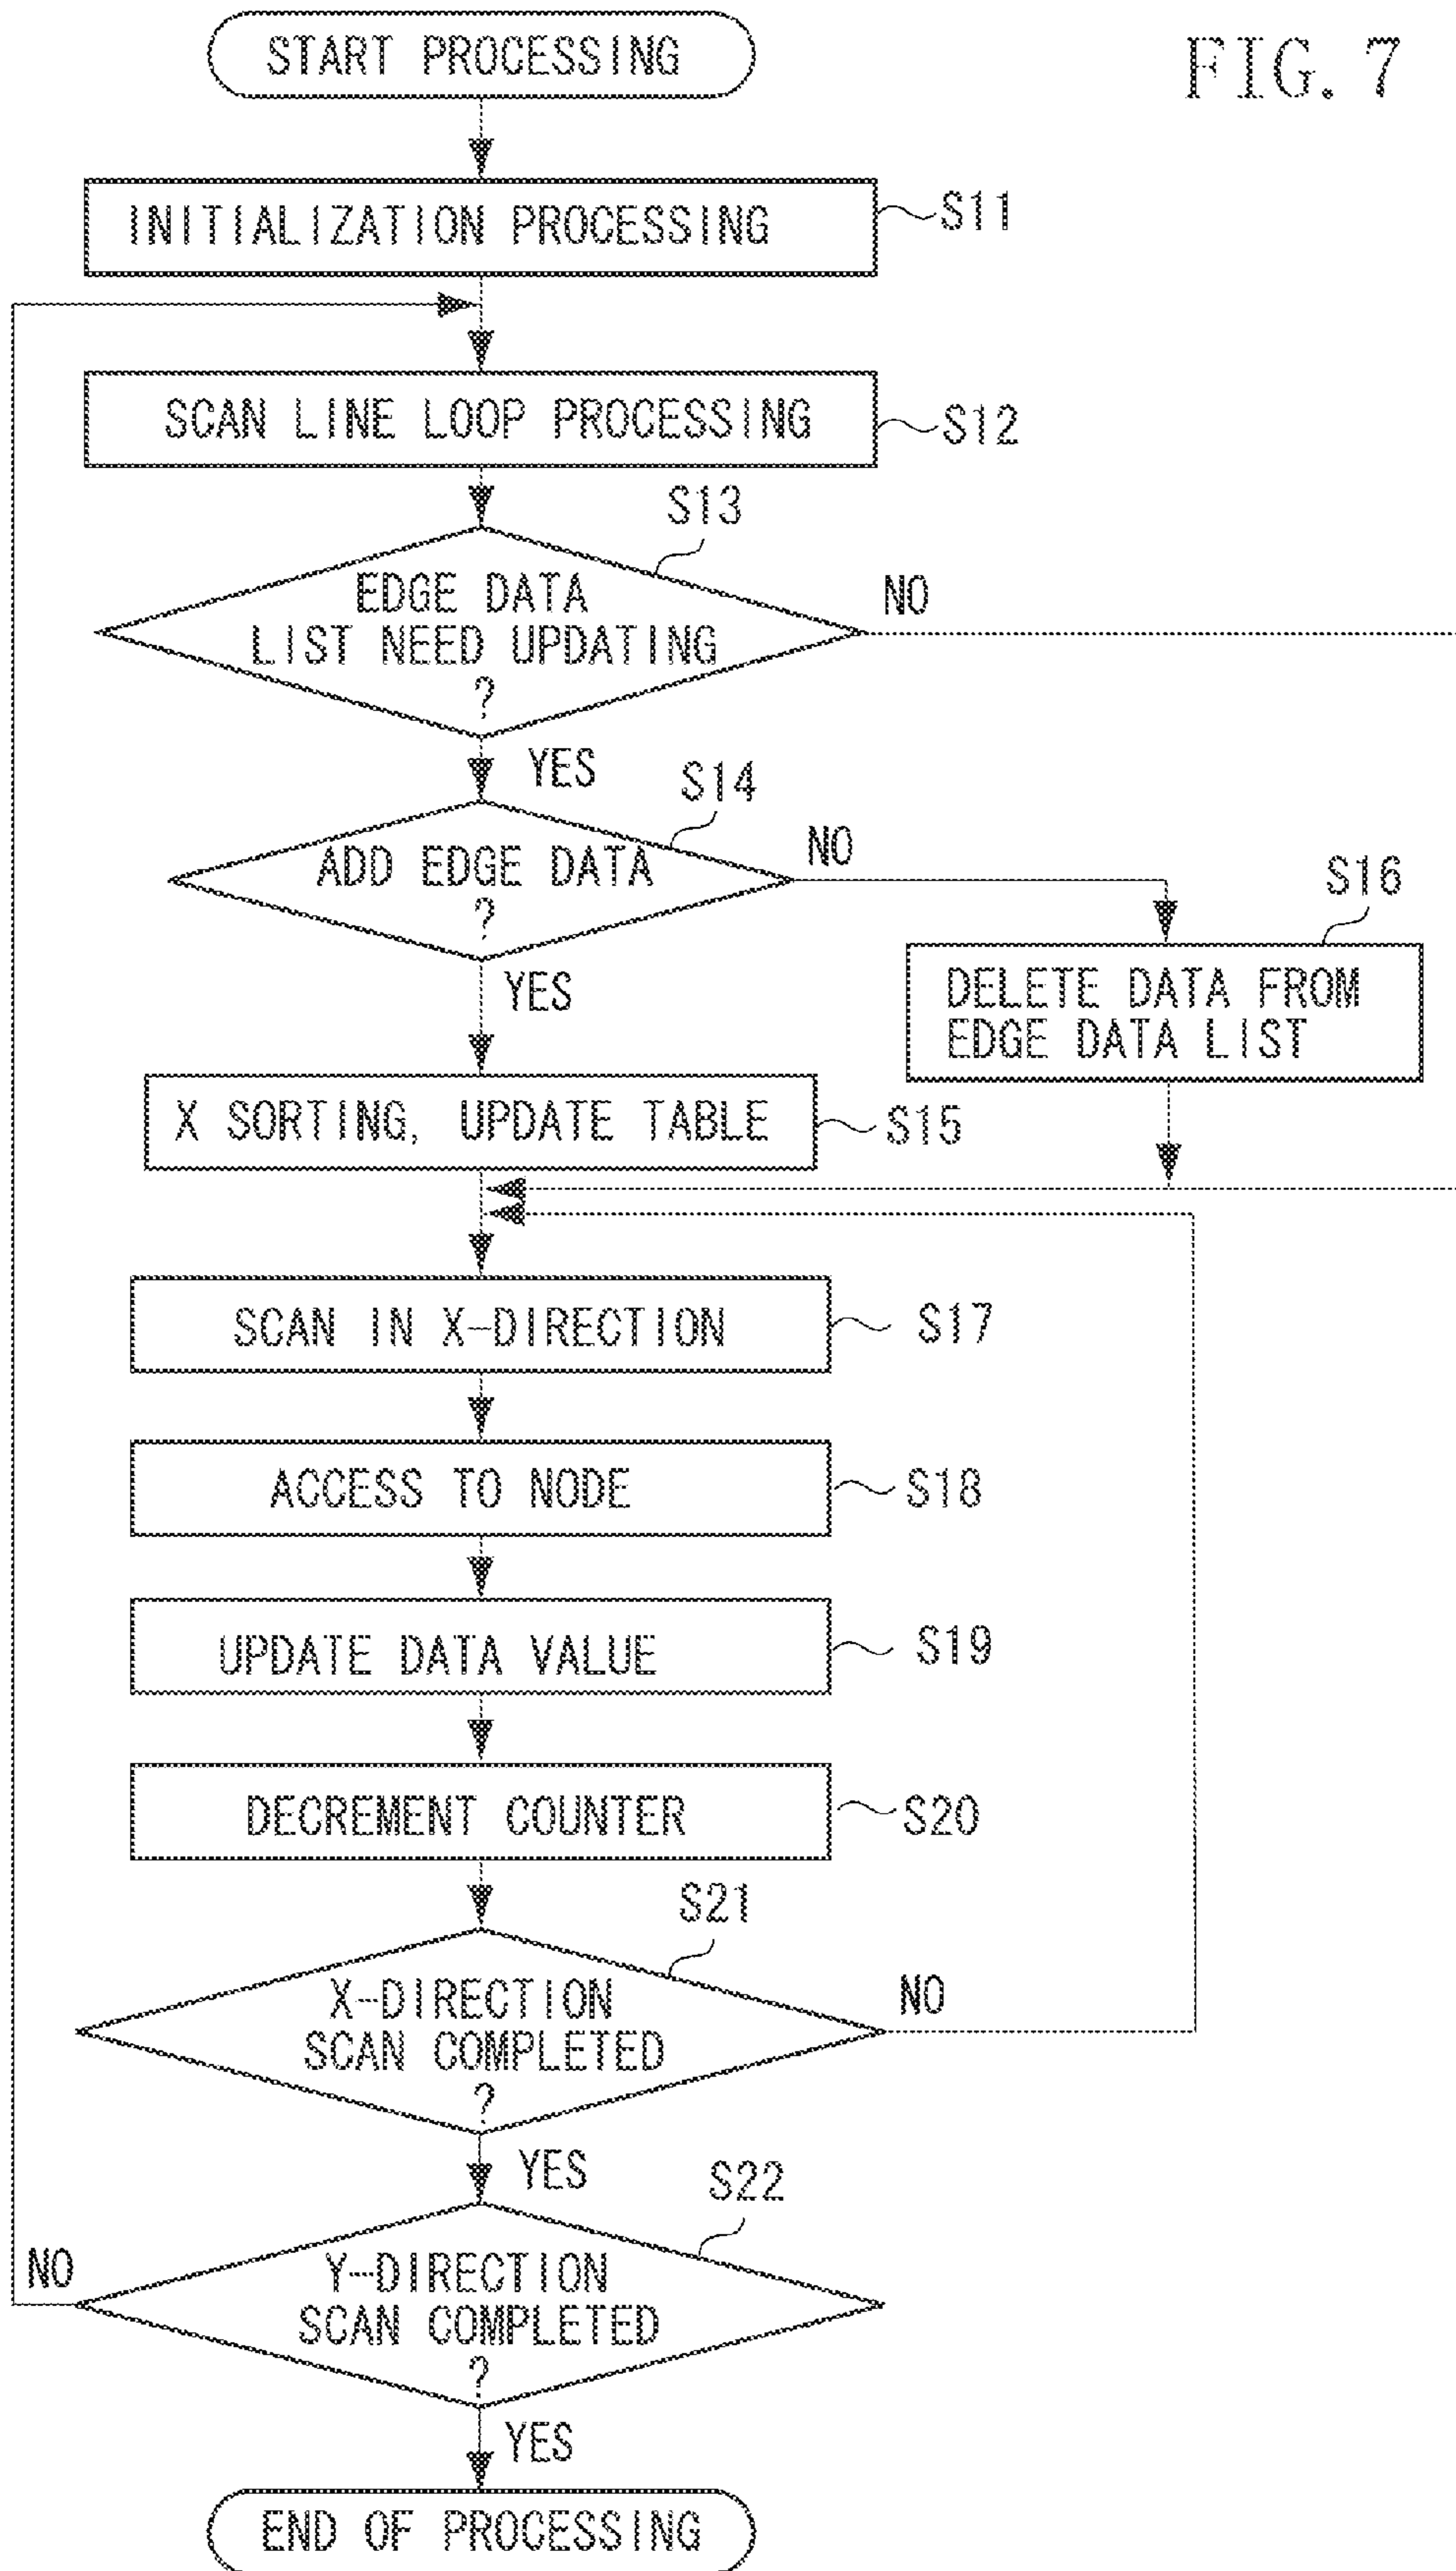 FIG. 7
START PROCESSING
INITIALIZATION PROCESSING
S11
SCAN LINE LOOP PROCESSING
S12
S13
EDGE DATA
LIST NEED UPDATING
?
NO
YES
S14
ADD EDGE DATA
?
NO
YES
S16
DELETE DATA FROM
EDGE DATA LIST
X SORTING, UPDATE TABLE
S15
SCAN IN X-DIRECTION
S17
ACCESS TO NODE
S18
UPDATE DATA VALUE
S19
DECREMENT COUNTER
S20
S21
X-DIRECTION
SCAN COMPLETED
?
NO
YES
S22
Y-DIRECTION
SCAN COMPLETED
?
NO
YES
END OF PROCESSING